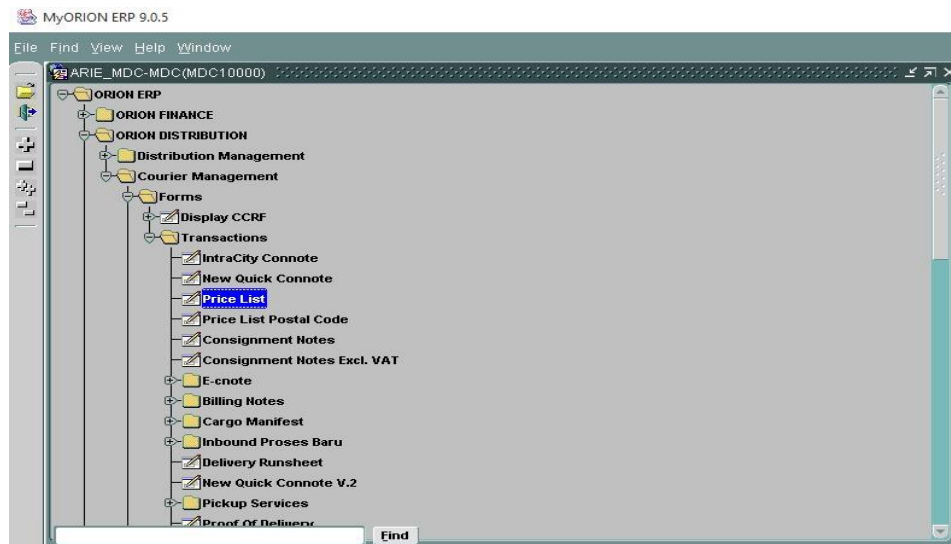 MyORION ERP 9.0.5
File Find View Help Window
ARIE_MDC-MDC(MDC10000)
ORION ERP
ORION FINANCE
ORION DISTRIBUTION
Distribution Management
Courier Management
Forms
Display CCRF
Transactions
IntraCity Connote
New Quick Connote
Price List
Price List Postal Code
Consignment Notes
Consignment Notes Excl. VAT
E-cnote
Billing Notes
Cargo Manifest
Inbound Proses Baru
Delivery Runsheet
New Quick Connote V.2
Pickup Services
Proof Of Delivery
Find